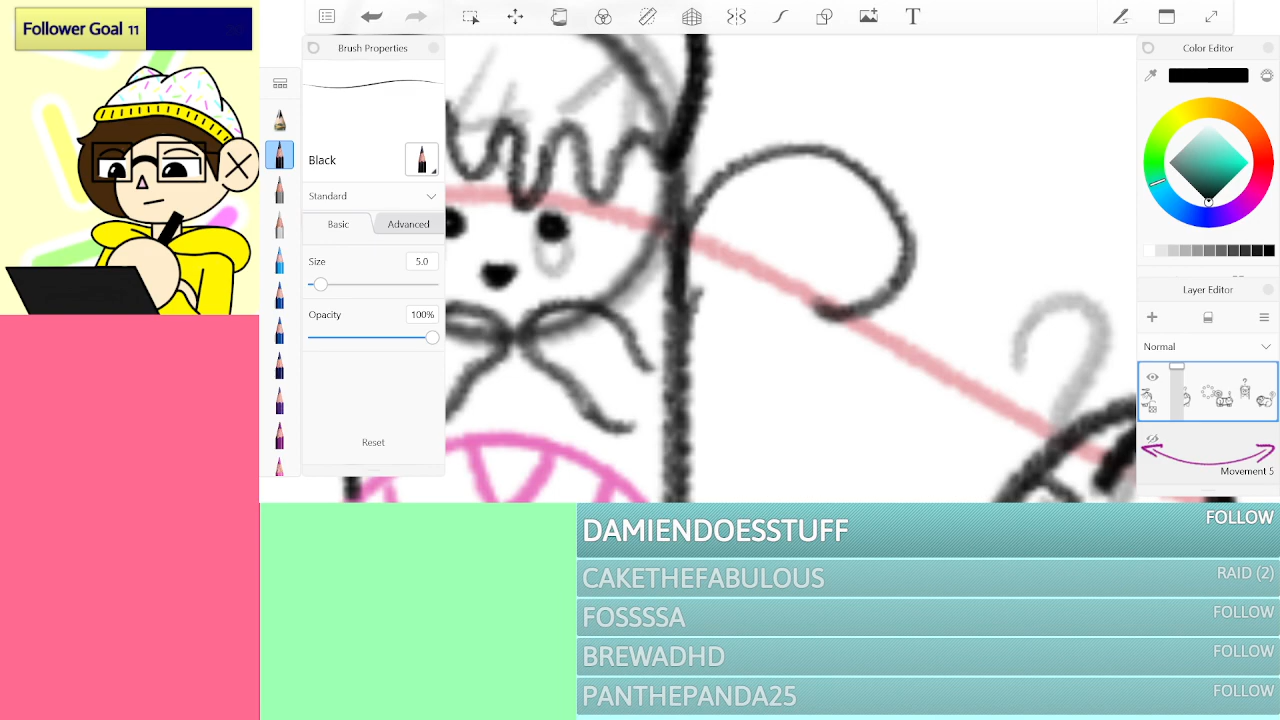 Follower Goal 11
Brush Properties
Black
Standard
Basic
Advanced
Size
5.0
Opacity
100%
Reset
T
Color Editor
Layer Editor
Normal
Movement 5
DAMIENDOESSTUFF
FOLLOW
CAKETHEFABULOUS
RAID (2)
FOSSSSA
FOLLOW
BREWADHD
FOLLOW
PANTHEPANDA25
FOLLOW